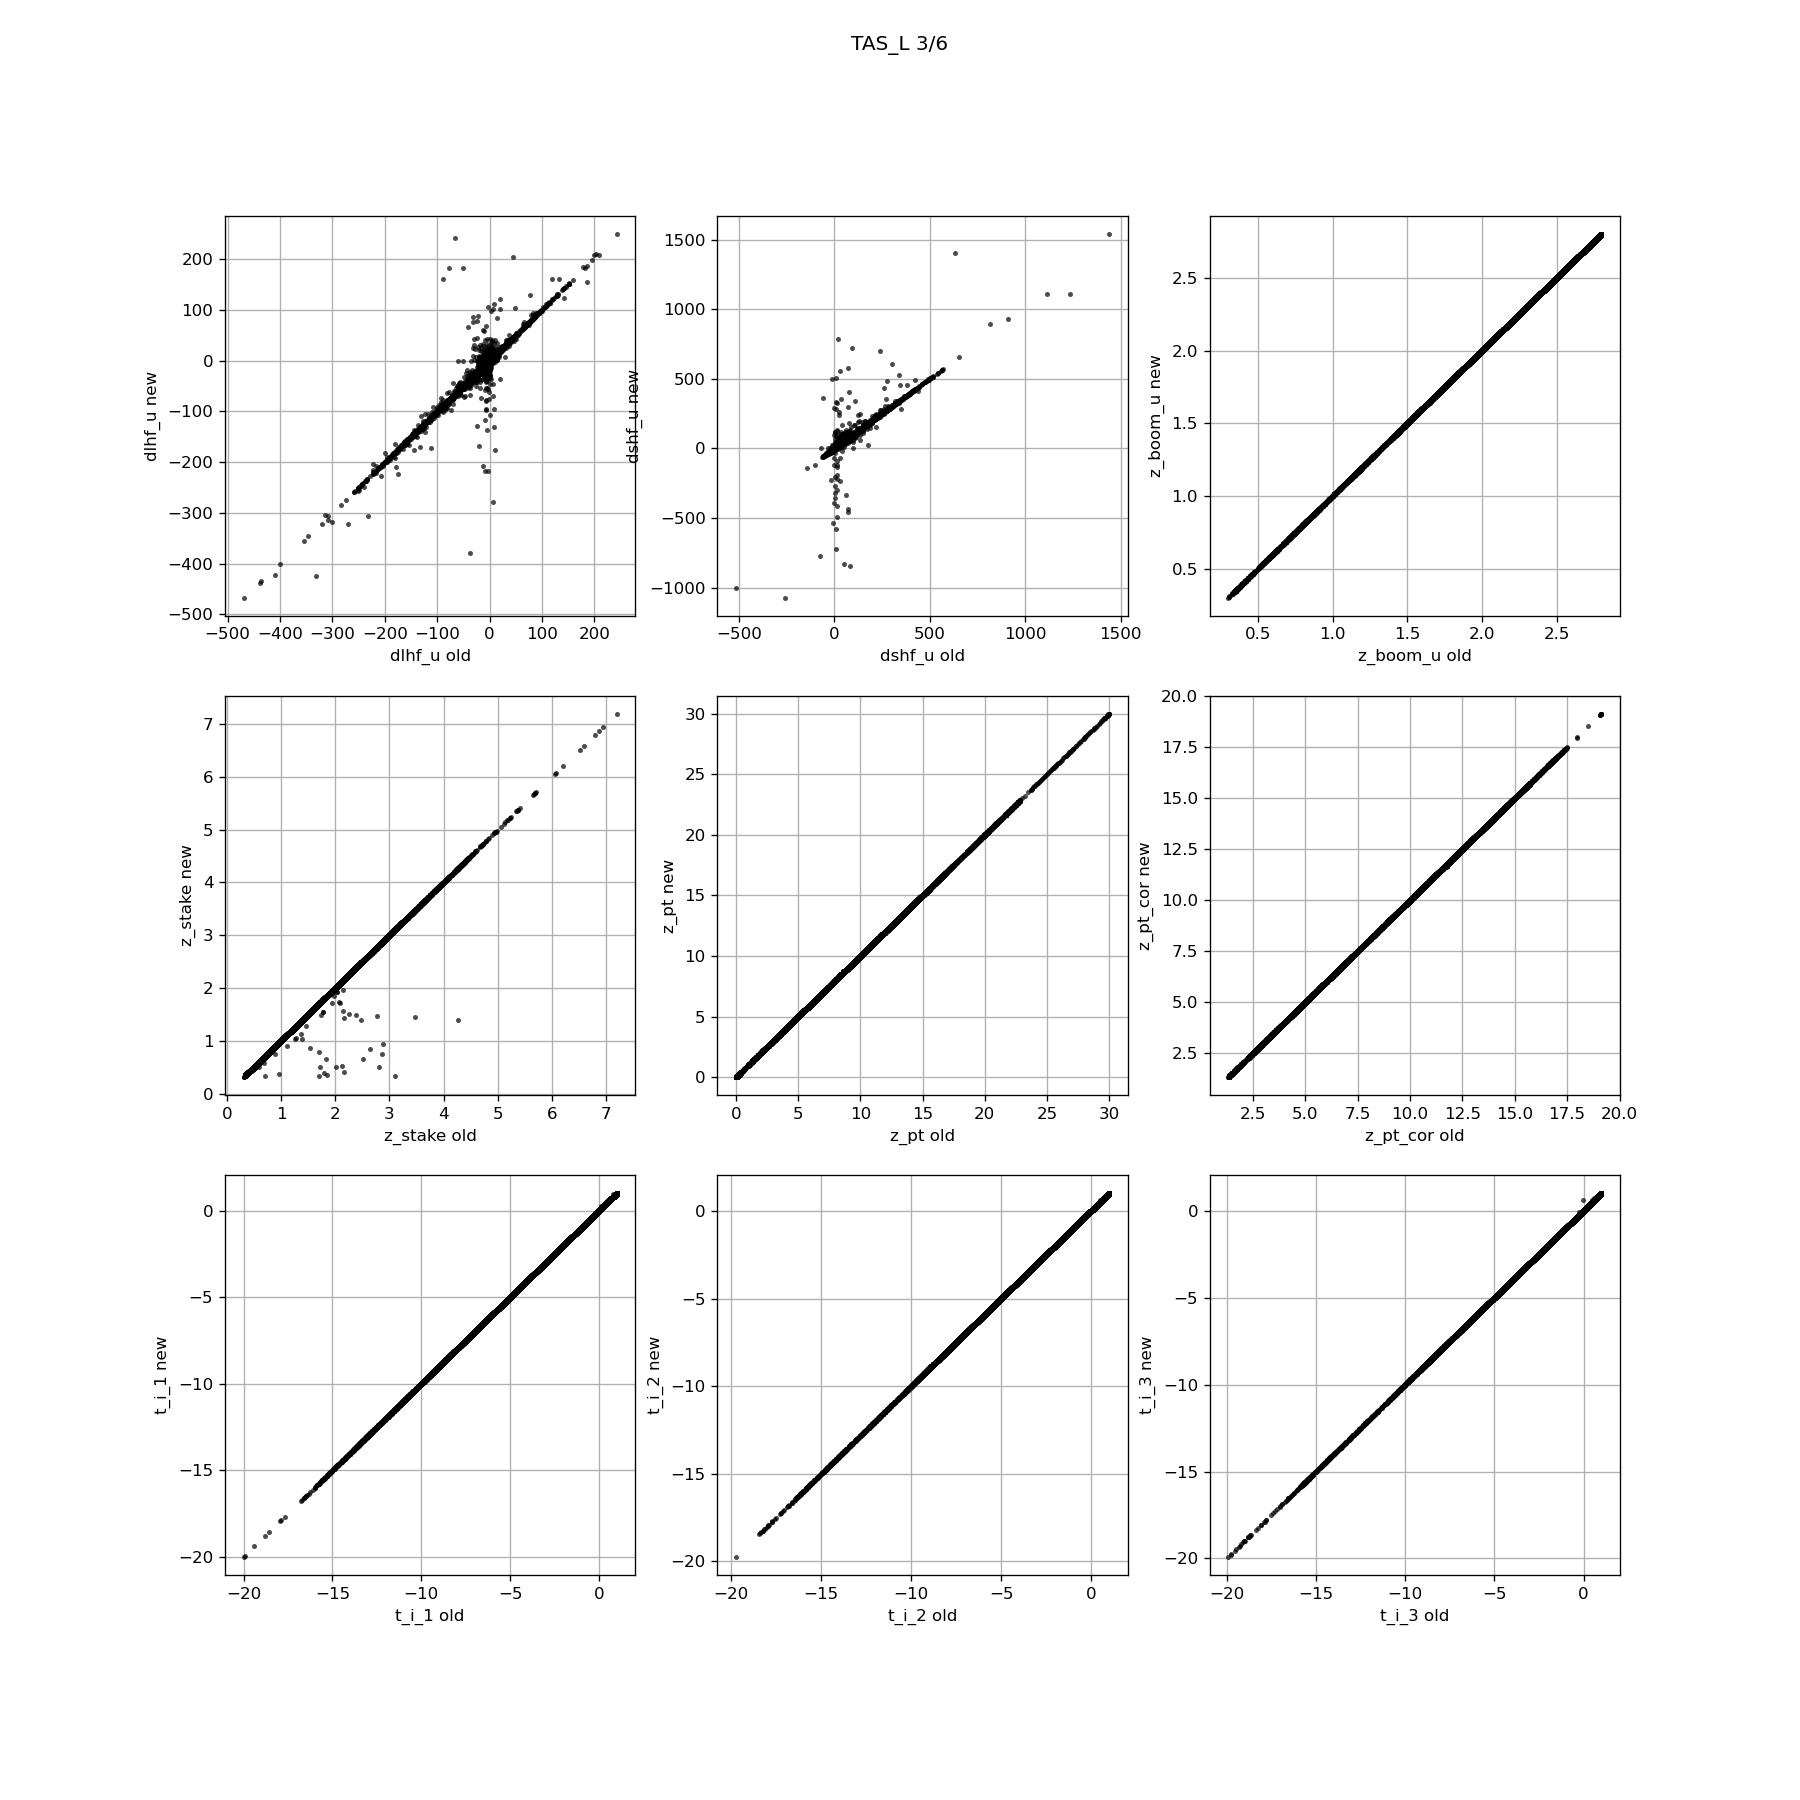 TAS_L 3/6
200
100
0
−100
−200
−300
−400
−500
dlhf_u new
−500 −400 −300 −200 −100 0 100 200
dlhf_u old
1500
1000
500
0
−500
−1000
dshf_u new
−500 0 500 1000 1500
dshf_u old
2.5
2.0
1.5
1.0
0.5
z_boom_u new
0.5 1.0 1.5 2.0 2.5
z_boom_u old
7
6
5
4
3
2
1
0
z_stake new
0 1 2 3 4 5 6 7
z_stake old
30
25
20
15
10
5
0
z_pt new
0 5 10 15 20 25 30
z_pt old
20.0
17.5
15.0
12.5
10.0
7.5
5.0
2.5
z_pt_cor new
2.5 5.0 7.5 10.0 12.5 15.0 17.5 20.0
z_pt_cor old
0
−5
−10
−15
−20
t_i_1 new
−20 −15 −10 −5 0
t_i_1 old
0
−5
−10
−15
−20
t_i_2 new
−20 −15 −10 −5 0
t_i_2 old
0
−5
−10
−15
−20
t_i_3 new
−20 −15 −10 −5 0
t_i_3 old